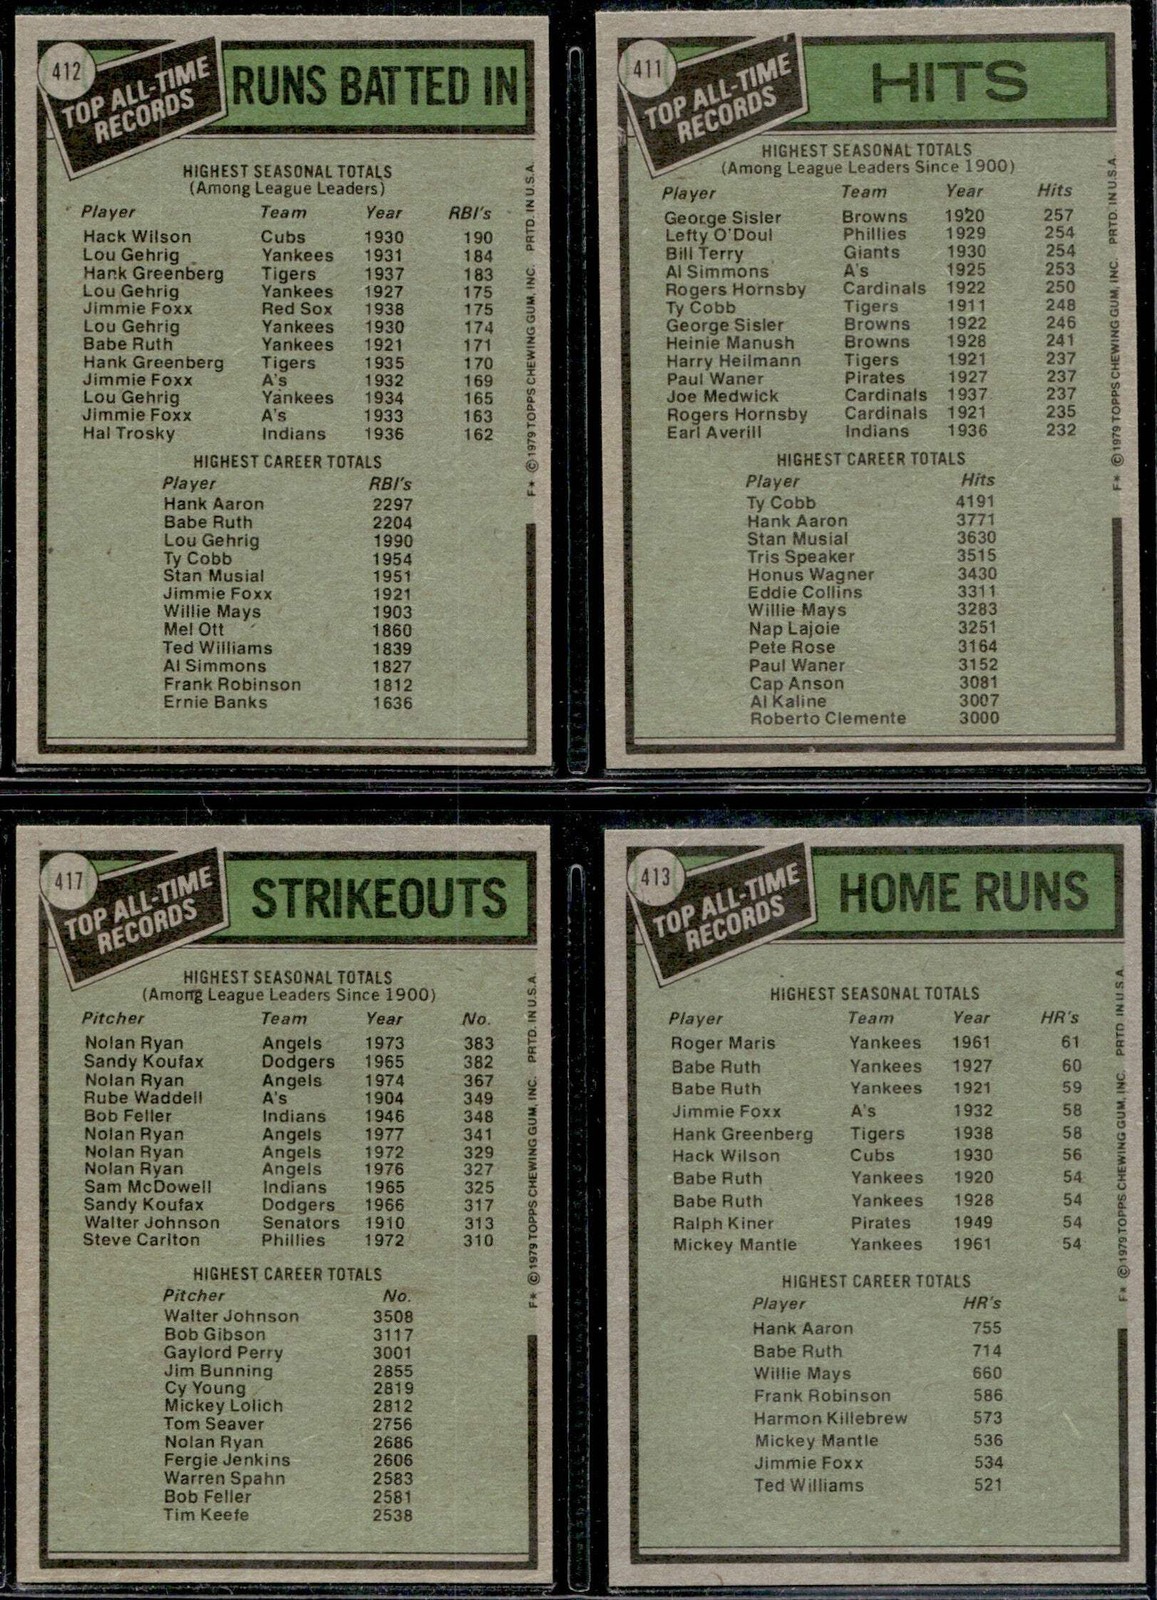 412
TOP ALL-TIME
RECORDS
RUNS BATTED IN
HIGHEST SEASONAL TOTALS
(Among League Leaders)
Player Team Year RBI's
Hack Wilson Cubs 1930 190
Lou Gehrig Yankees 1931 184
Hank Greenberg Tigers 1937 183
Lou Gehrig Yankees 1927 175
Jimmie Foxx Red Sox 1938 175
Lou Gehrig Yankees 1930 174
Babe Ruth Yankees 1921 171
Hank Greenberg Tigers 1935 170
Jimmie Foxx A's 1932 169
Lou Gehrig Yankees 1934 165
Jimmie Foxx A's 1933 163
Hal Trosky Indians 1936 162
HIGHEST CAREER TOTALS
Player RBI's
Hank Aaron 2297
Babe Ruth 2204
Lou Gehrig 1990
Ty Cobb 1954
Stan Musial 1951
Jimmie Foxx 1921
Willie Mays 1903
Mel Ott 1860
Ted Williams 1839
Al Simmons 1827
Frank Robinson 1812
Ernie Banks 1636
F* © 1979 TOPPS CHEWING GUM, INC. PRTD. IN U.S.A.
411
TOP ALL-TIME
RECORDS
HITS
HIGHEST SEASONAL TOTALS
(Among League Leaders Since 1900)
Player Team Year Hits
George Sisler Browns 1920 257
Lefty O'Doul Phillies 1929 254
Bill Terry Giants 1930 254
Al Simmons A's 1925 253
Rogers Hornsby Cardinals 1922 250
Ty Cobb Tigers 1911 248
George Sisler Browns 1922 246
Heinie Manush Browns 1928 241
Harry Heilmann Tigers 1921 237
Paul Waner Pirates 1927 237
Joe Medwick Cardinals 1937 237
Rogers Hornsby Cardinals 1921 235
Earl Averill Indians 1936 232
HIGHEST CAREER TOTALS
Player Hits
Ty Cobb 4191
Hank Aaron 3771
Stan Musial 3630
Tris Speaker 3515
Honus Wagner 3430
Eddie Collins 3311
Willie Mays 3283
Nap Lajoie 3251
Pete Rose 3164
Paul Waner 3152
Cap Anson 3081
Al Kaline 3007
Roberto Clemente 3000
F* © 1979 TOPPS CHEWING GUM, INC. PRTD. IN U.S.A.
417
TOP ALL-TIME
RECORDS
STRIKEOUTS
HIGHEST SEASONAL TOTALS
(Among League Leaders Since 1900)
Pitcher Team Year No.
Nolan Ryan Angels 1973 383
Sandy Koufax Dodgers 1965 382
Nolan Ryan Angels 1974 367
Rube Waddell A's 1904 349
Bob Feller Indians 1946 348
Nolan Ryan Angels 1977 341
Nolan Ryan Angels 1972 329
Nolan Ryan Angels 1976 327
Sam McDowell Indians 1965 325
Sandy Koufax Dodgers 1966 317
Walter Johnson Senators 1910 313
Steve Carlton Phillies 1972 310
HIGHEST CAREER TOTALS
Pitcher No.
Walter Johnson 3508
Bob Gibson 3117
Gaylord Perry 3001
Jim Bunning 2855
Cy Young 2819
Mickey Lolich 2812
Tom Seaver 2756
Nolan Ryan 2686
Fergie Jenkins 2606
Warren Spahn 2583
Bob Feller 2581
Tim Keefe 2538
F* © 1979 TOPPS CHEWING GUM, INC. PRTD. IN U.S.A.
413
TOP ALL-TIME
RECORDS
HOME RUNS
HIGHEST SEASONAL TOTALS
Player Team Year HR's
Roger Maris Yankees 1961 61
Babe Ruth Yankees 1927 60
Babe Ruth Yankees 1921 59
Jimmie Foxx A's 1932 58
Hank Greenberg Tigers 1938 58
Hack Wilson Cubs 1930 56
Babe Ruth Yankees 1920 54
Babe Ruth Yankees 1928 54
Ralph Kiner Pirates 1949 54
Mickey Mantle Yankees 1961 54
HIGHEST CAREER TOTALS
Player HR's
Hank Aaron 755
Babe Ruth 714
Willie Mays 660
Frank Robinson 586
Harmon Killebrew 573
Mickey Mantle 536
Jimmie Foxx 534
Ted Williams 521
F* © 1979 TOPPS CHEWING GUM, INC. PRTD. IN U.S.A.